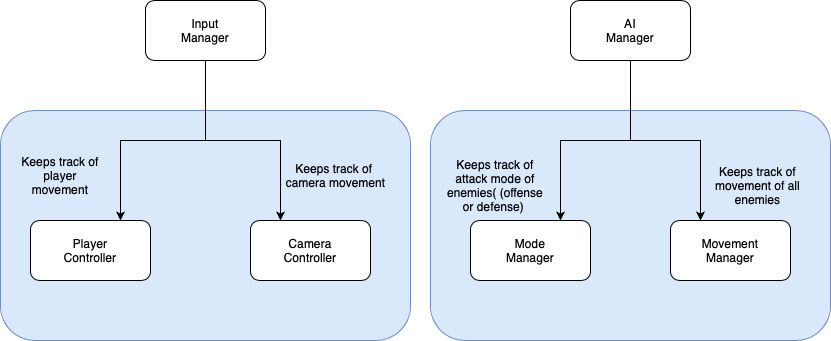 Input
Manager
AI
Manager
Keeps track of
player
movement
Keeps track of
camera movement
Keeps track of
attack mode of
enemies( (offense
or defense)
Keeps track of
movement of all
enemies
Player
Controller
Camera
Controller
Mode
Manager
Movement
Manager